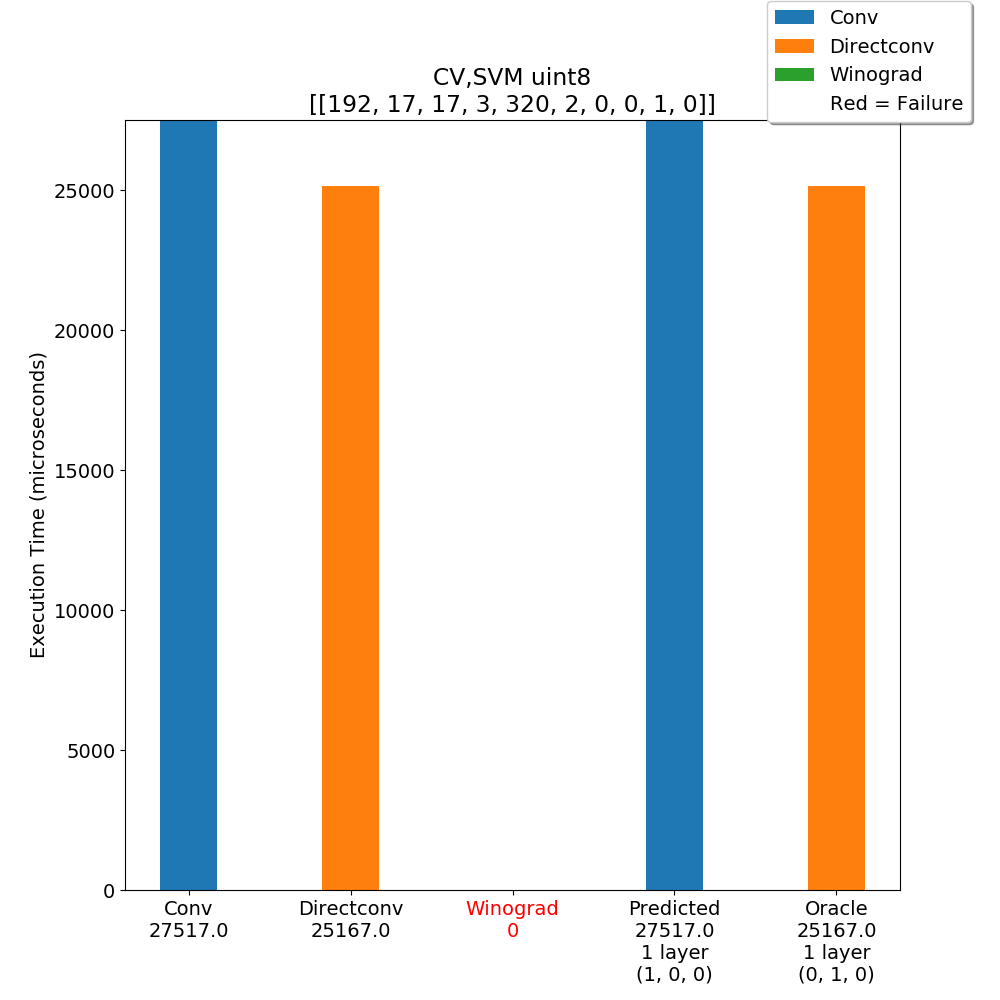 Conv
Directconv
Winograd
Red = Failure
CV,SVM uint8
[[192, 17, 17, 3, 320, 2, 0, 0, 1, 0]]
Execution Time (microseconds)
25000
20000
15000
10000
5000
0
Conv
27517.0
Directconv
25167.0
Winograd
0
Predicted
27517.0
1 layer
(1, 0, 0)
Oracle
25167.0
1 layer
(0, 1, 0)